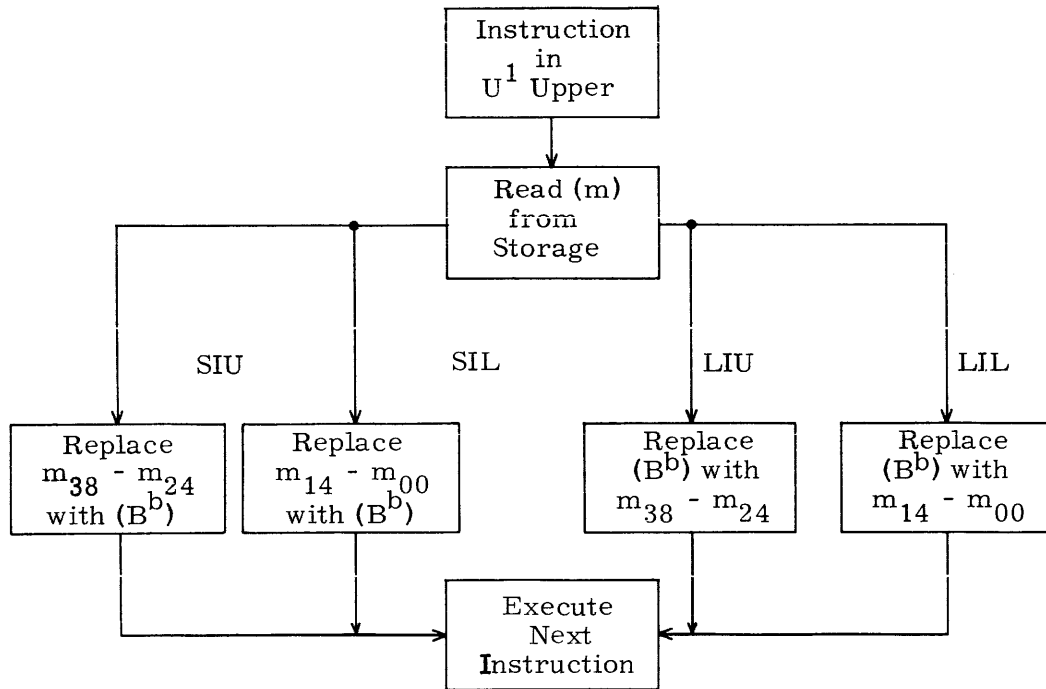 Instruction
in
U¹ Upper
Read (m)
from
Storage
SIU
SIL
LIU
LIL
Replace
m₃₈ - m₂₄
with (Bᵇ)
Replace
m₁₄ - m₀₀
with (Bᵇ)
Replace
(Bᵇ) with
m₃₈ - m₂₄
Replace
(Bᵇ) with
m₁₄ - m₀₀
Execute
Next
Instruction